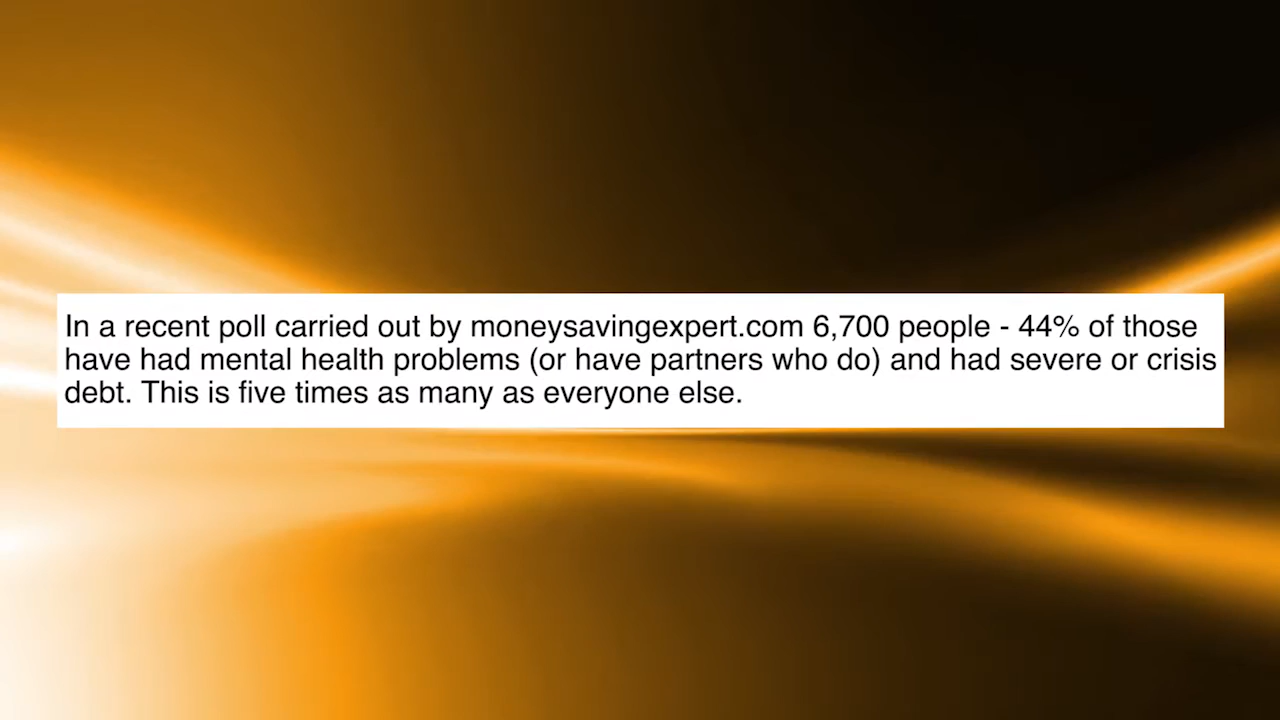 In a recent poll carried out by moneysavingexpert.com 6,700 people - 44% of those
have had mental health problems (or have partners who do) and had severe or crisis
debt. This is five times as many as everyone else.